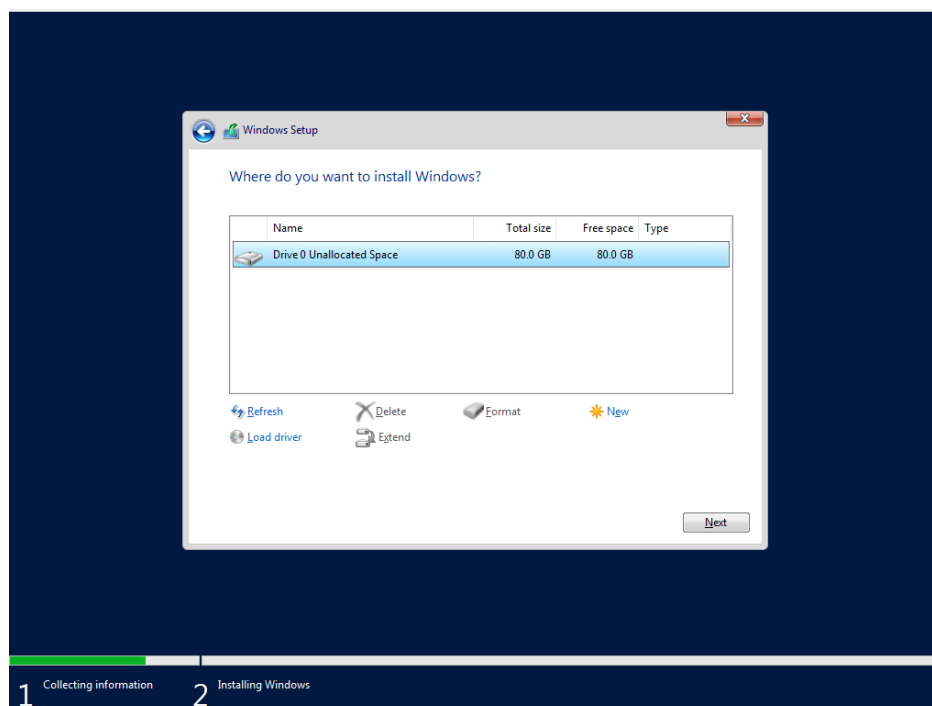 Windows Setup
Where do you want to install Windows?
Name Total size Free space Type
Drive 0 Unallocated Space 80.0 GB 80.0 GB
Refresh Delete Format New
Load driver Extend
Next
1 Collecting information 2 Installing Windows